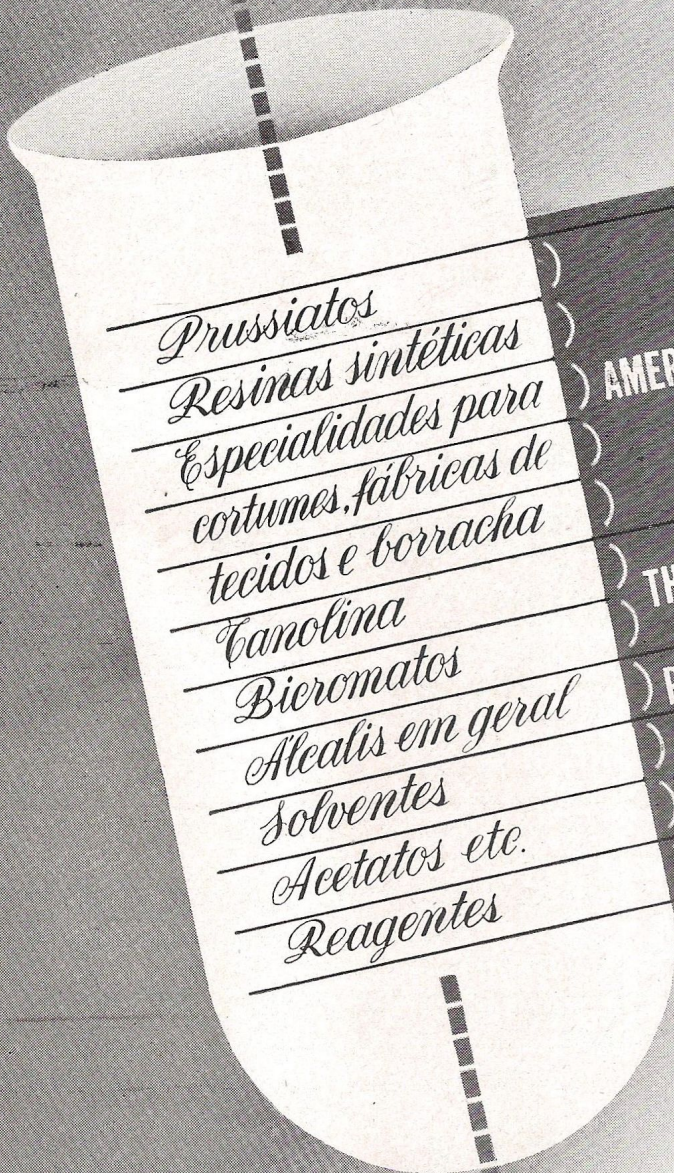 Prussiatos
Resinas sintéticas
Especialidades para
cortumes, fábricas de
tecidos e borracha
Tanolina
Bicromatos
Álcalis em geral
Solventes
Acetatos etc.
Reagentes
AMER
TH